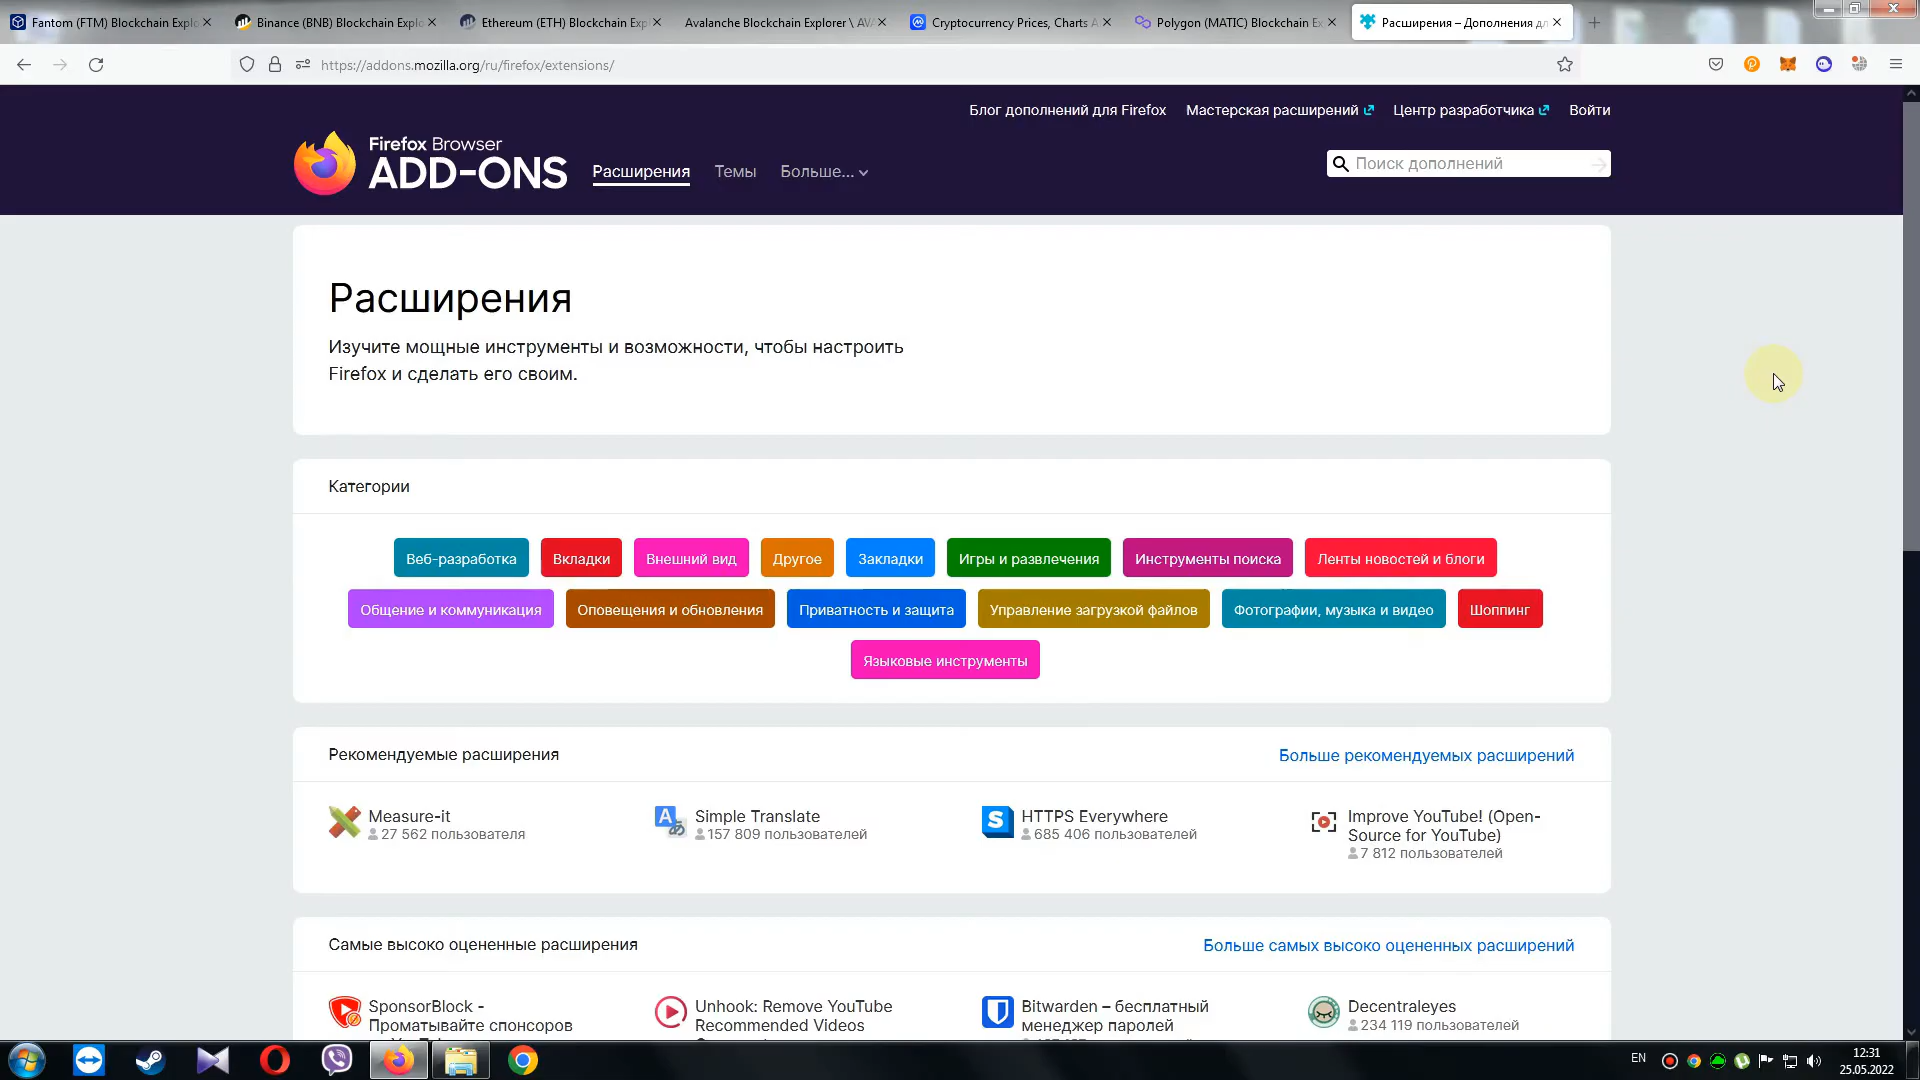 Fantom (FTM) Blockchain Explo
Binance (BNB) Blockchain Explo
Ethereum (ETH) Blockchain Exp
Avalanche Blockchain Explorer \ AVA
Cryptocurrency Prices, Charts A
Polygon (MATIC) Blockchain Ex
Расширения – Дополнения дл
https://addons.mozilla.org/ru/firefox/extensions/
Блог дополнений для Firefox
Мастерская расширений
Центр разработчика
Войти
Firefox Browser
ADD-ONS
Расширения
Темы
Больше...
Поиск дополнений
Расширения
Изучите мощные инструменты и возможности, чтобы настроить
Firefox и сделать его своим.
Категории
Веб-разработка
Вкладки
Внешний вид
Другое
Закладки
Игры и развлечения
Инструменты поиска
Ленты новостей и блоги
Общение и коммуникация
Оповещения и обновления
Приватность и защита
Управление загрузкой файлов
Фотографии, музыка и видео
Шоппинг
Языковые инструменты
Рекомендуемые расширения
Больше рекомендуемых расширений
Measure-it
27 562 пользователя
Simple Translate
157 809 пользователей
HTTPS Everywhere
685 406 пользователей
Improve YouTube! (Open-
Source for YouTube)
7 812 пользователей
Самые высоко оцененные расширения
Больше самых высоко оцененных расширений
SponsorBlock -
Проматывайте спонсоров
Unhook: Remove YouTube
Recommended Videos
Bitwarden – бесплатный
менеджер паролей
Decentraleyes
234 119 пользователей
EN
12:31
25.05.2022